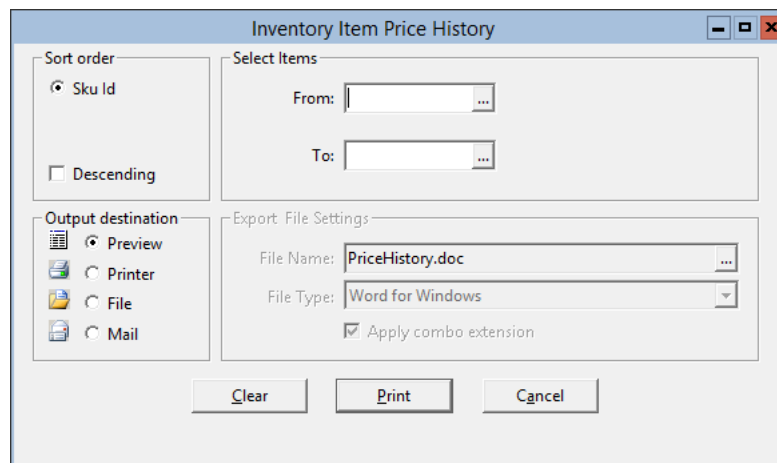 Inventory Item Price History
Sort order
Sku Id
Descending
Select Items
From:
...
To:
...
Output destination
Preview
Printer
File
Mail
Export File Settings
File Name: PriceHistory.doc ...
File Type: Word for Windows
Apply combo extension
Clear Print Cancel